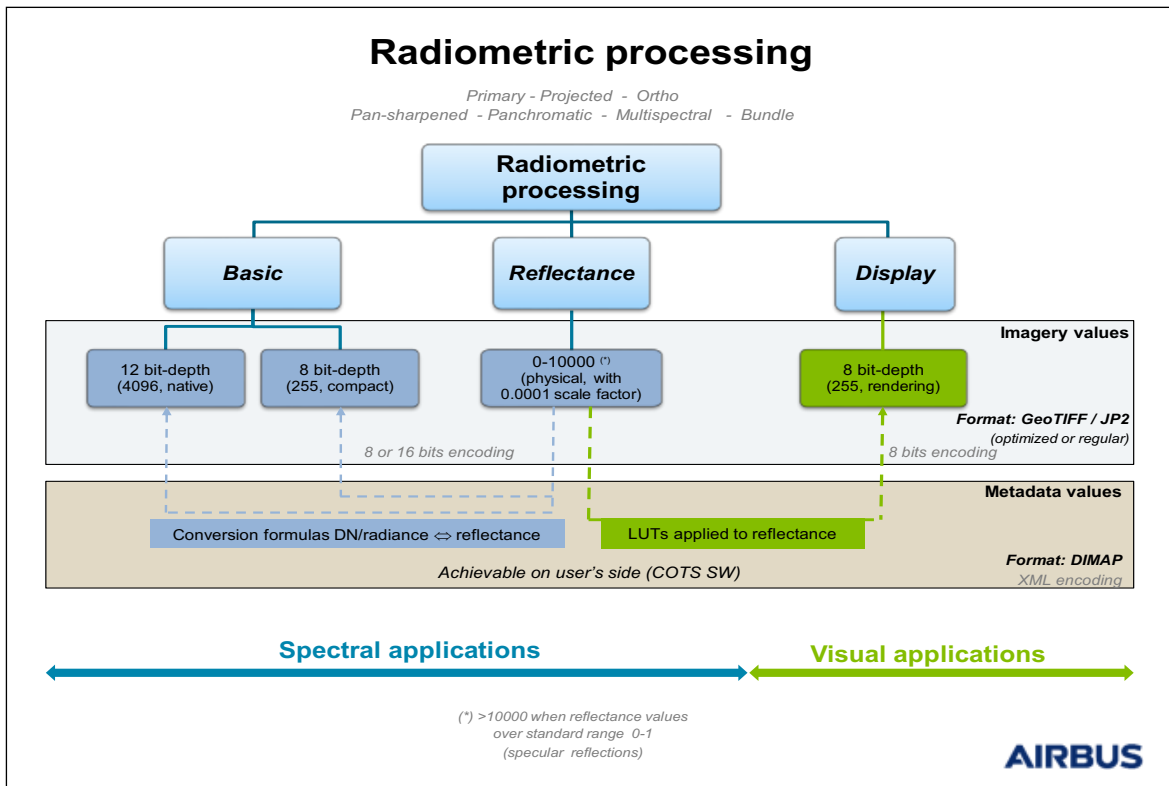 Radiometric processing
Primary - Projected - Ortho
Pan-sharpened - Panchromatic - Multispectral - Bundle
Radiometric
processing
Basic
Reflectance
Display
Imagery values
12 bit-depth
(4096, native)
8 bit-depth
(255, compact)
0-10000 (*)
(physical, with
0.0001 scale factor)
8 bit-depth
(255, rendering)
Format: GeoTIFF / JP2
(optimized or regular)
8 or 16 bits encoding
8 bits encoding
Metadata values
Conversion formulas DN/radiance ⇔ reflectance
LUTs applied to reflectance
Format: DIMAP
XML encoding
Achievable on user's side (COTS SW)
Spectral applications
Visual applications
(*) >10000 when reflectance values
over standard range 0-1
(specular reflections)
AIRBUS